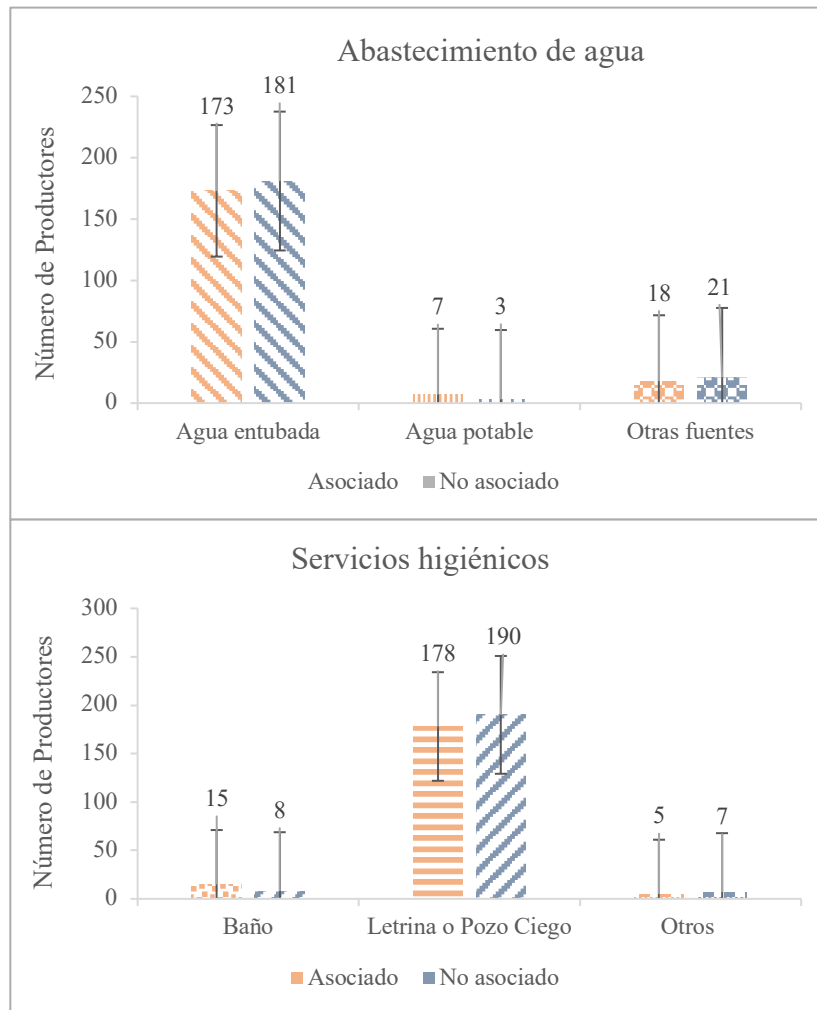 Abastecimiento de agua
Número de Productores
250
200
150
100
50
0
173
181
7
3
18
21
Agua entubada
Agua potable
Otras fuentes
Asociado
No asociado
Servicios higiénicos
Número de Productores
300
250
200
150
100
50
0
15
8
178
190
5
7
Baño
Letrina o Pozo Ciego
Otros
Asociado
No asociado